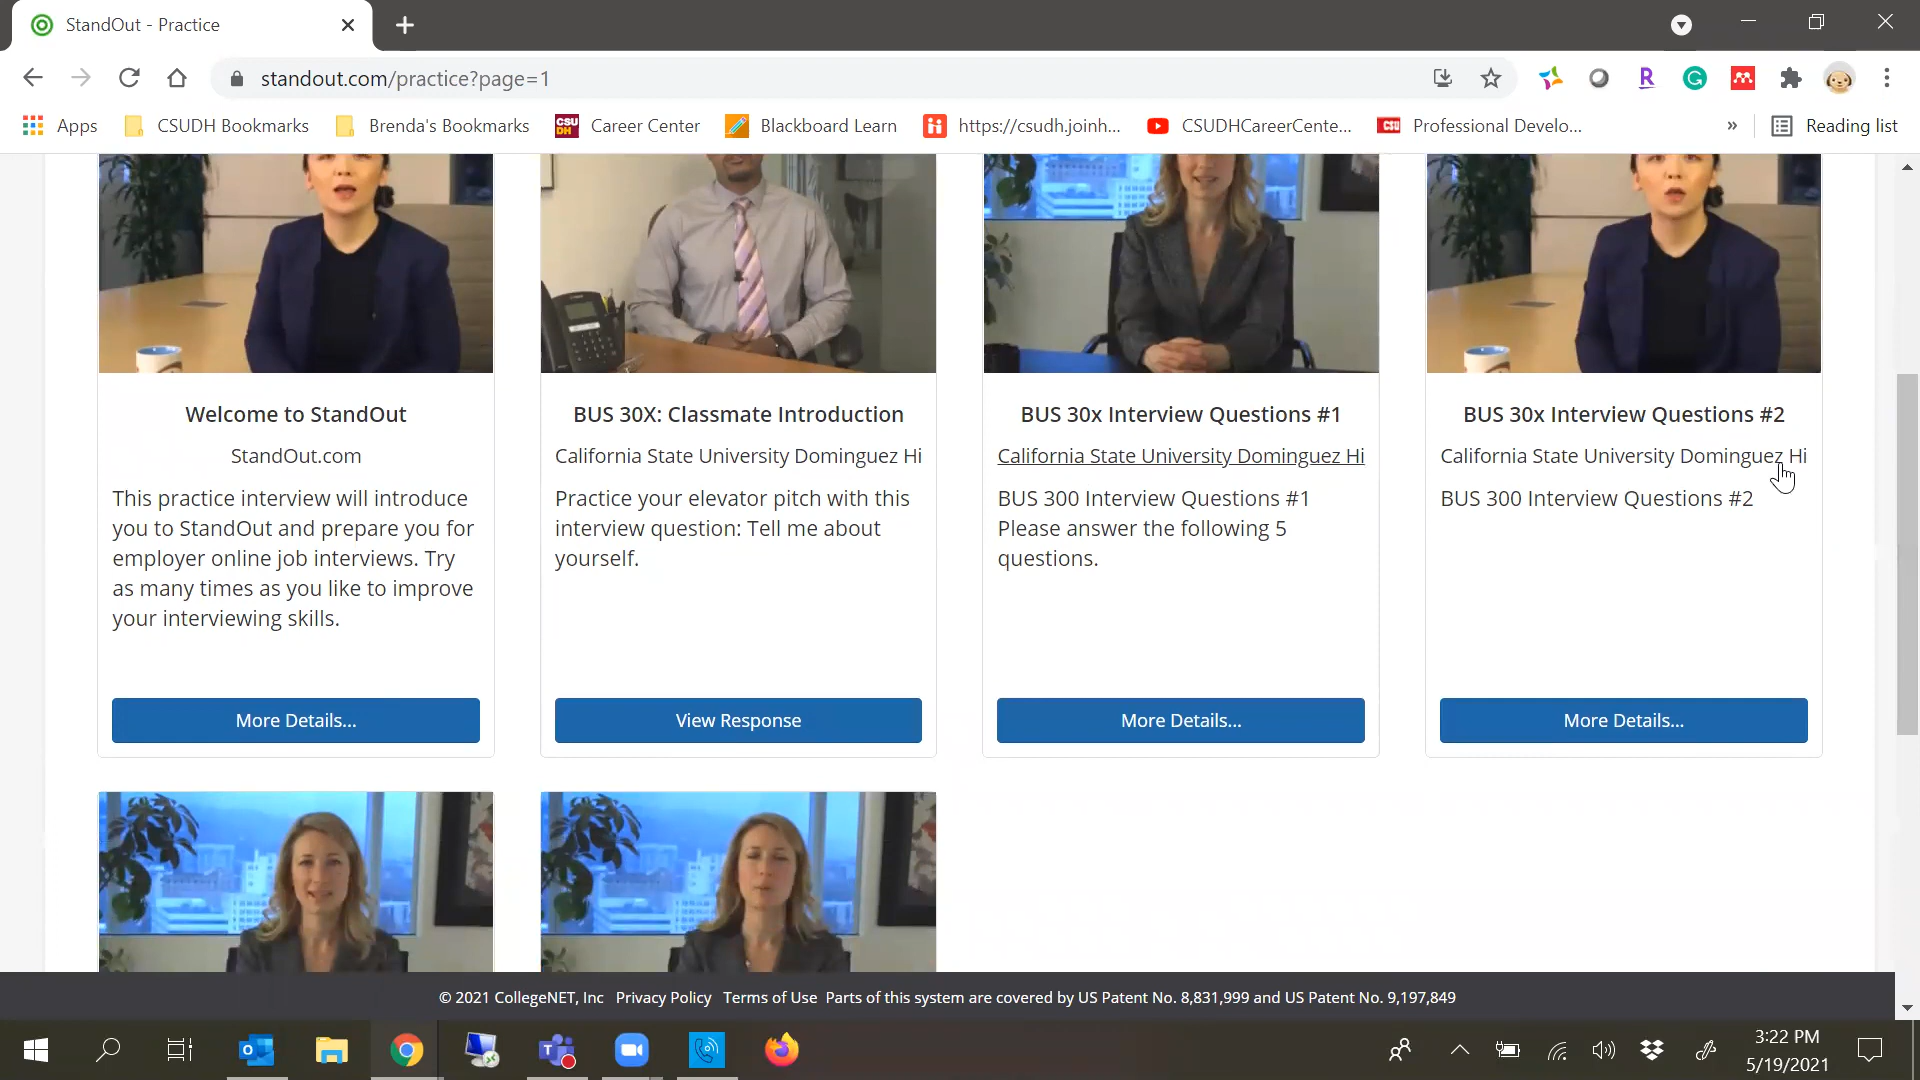 StandOut - Practice
standout.com/practice?page=1
Apps CSUDH Bookmarks Brenda's Bookmarks Career Center Blackboard Learn https://csudh.joinh... CSUDHCareerCente... Professional Develo... » Reading list
Welcome to StandOut
StandOut.com
This practice interview will introduce
you to StandOut and prepare you for
employer online job interviews. Try
as many times as you like to improve
your interviewing skills.
More Details...
BUS 30X: Classmate Introduction
California State University Dominguez Hi
Practice your elevator pitch with this
interview question: Tell me about
yourself.
View Response
BUS 30x Interview Questions #1
California State University Dominguez Hi
BUS 300 Interview Questions #1
Please answer the following 5
questions.
More Details...
BUS 30x Interview Questions #2
California State University Dominguez Hi
BUS 300 Interview Questions #2
More Details...
© 2021 CollegeNET, Inc Privacy Policy Terms of Use Parts of this system are covered by US Patent No. 8,831,999 and US Patent No. 9,197,849
3:22 PM
5/19/2021